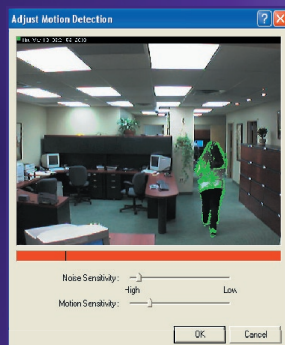 Adjust Motion Detection
Noise Sensitivity:
High Low
Motion Sensitivity:
OK Cancel